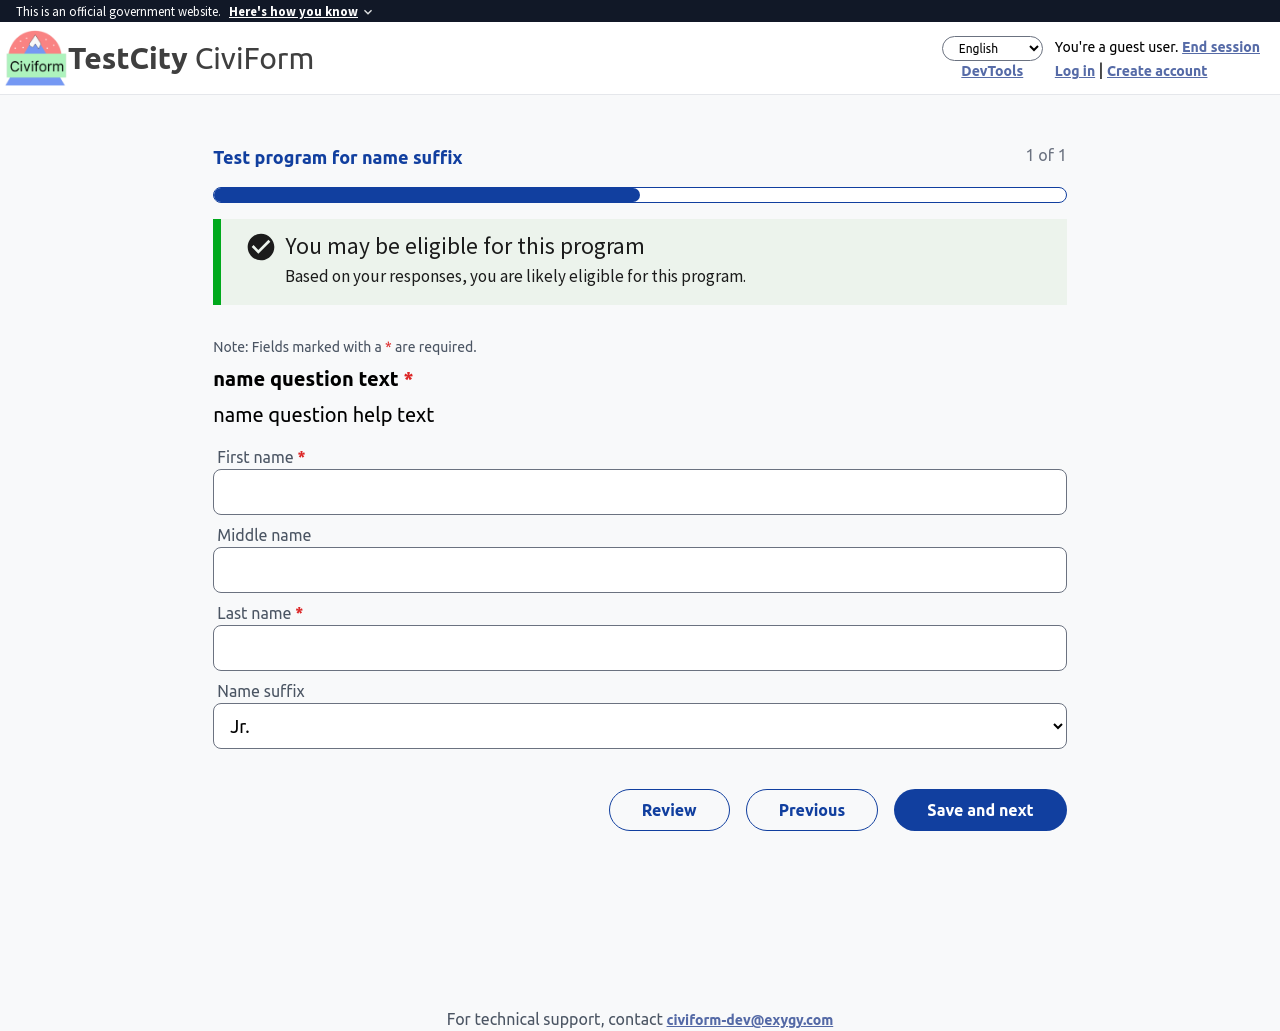 This is an official government website. Here's how you know
Civiform
TestCity CiviForm
English
You're a guest user. End session
DevTools
Log in | Create account
Test program for name suffix
1 of 1
You may be eligible for this program
Based on your responses, you are likely eligible for this program.
Note: Fields marked with a * are required.
name question text *
name question help text
First name *
Middle name
Last name *
Name suffix
Jr.
Review
Previous
Save and next
For technical support, contact civiform-dev@exygy.com